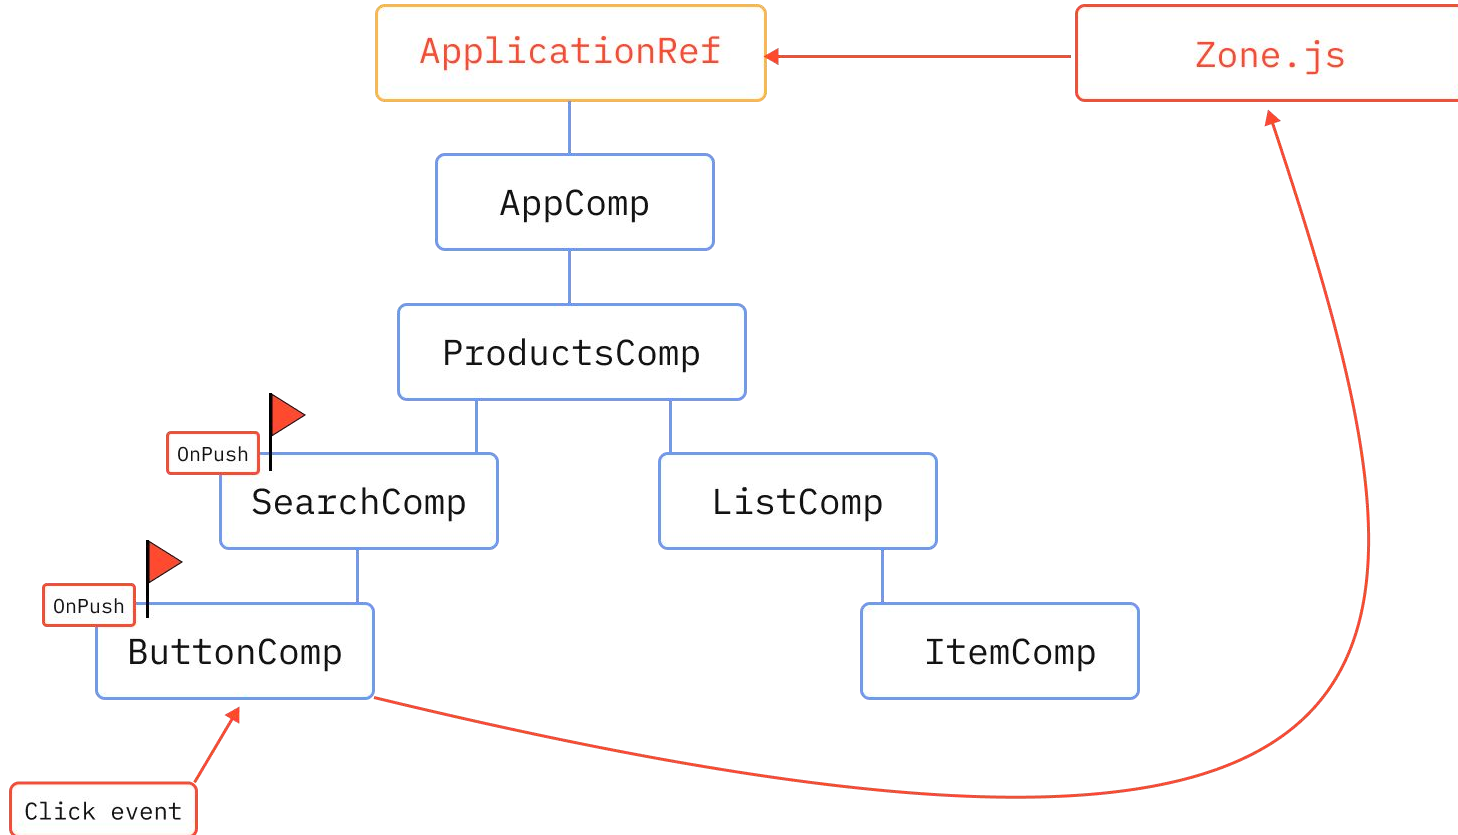 ApplicationRef
Zone.js
AppComp
ProductsComp
OnPush
SearchComp
ListComp
OnPush
ButtonComp
ItemComp
Click event